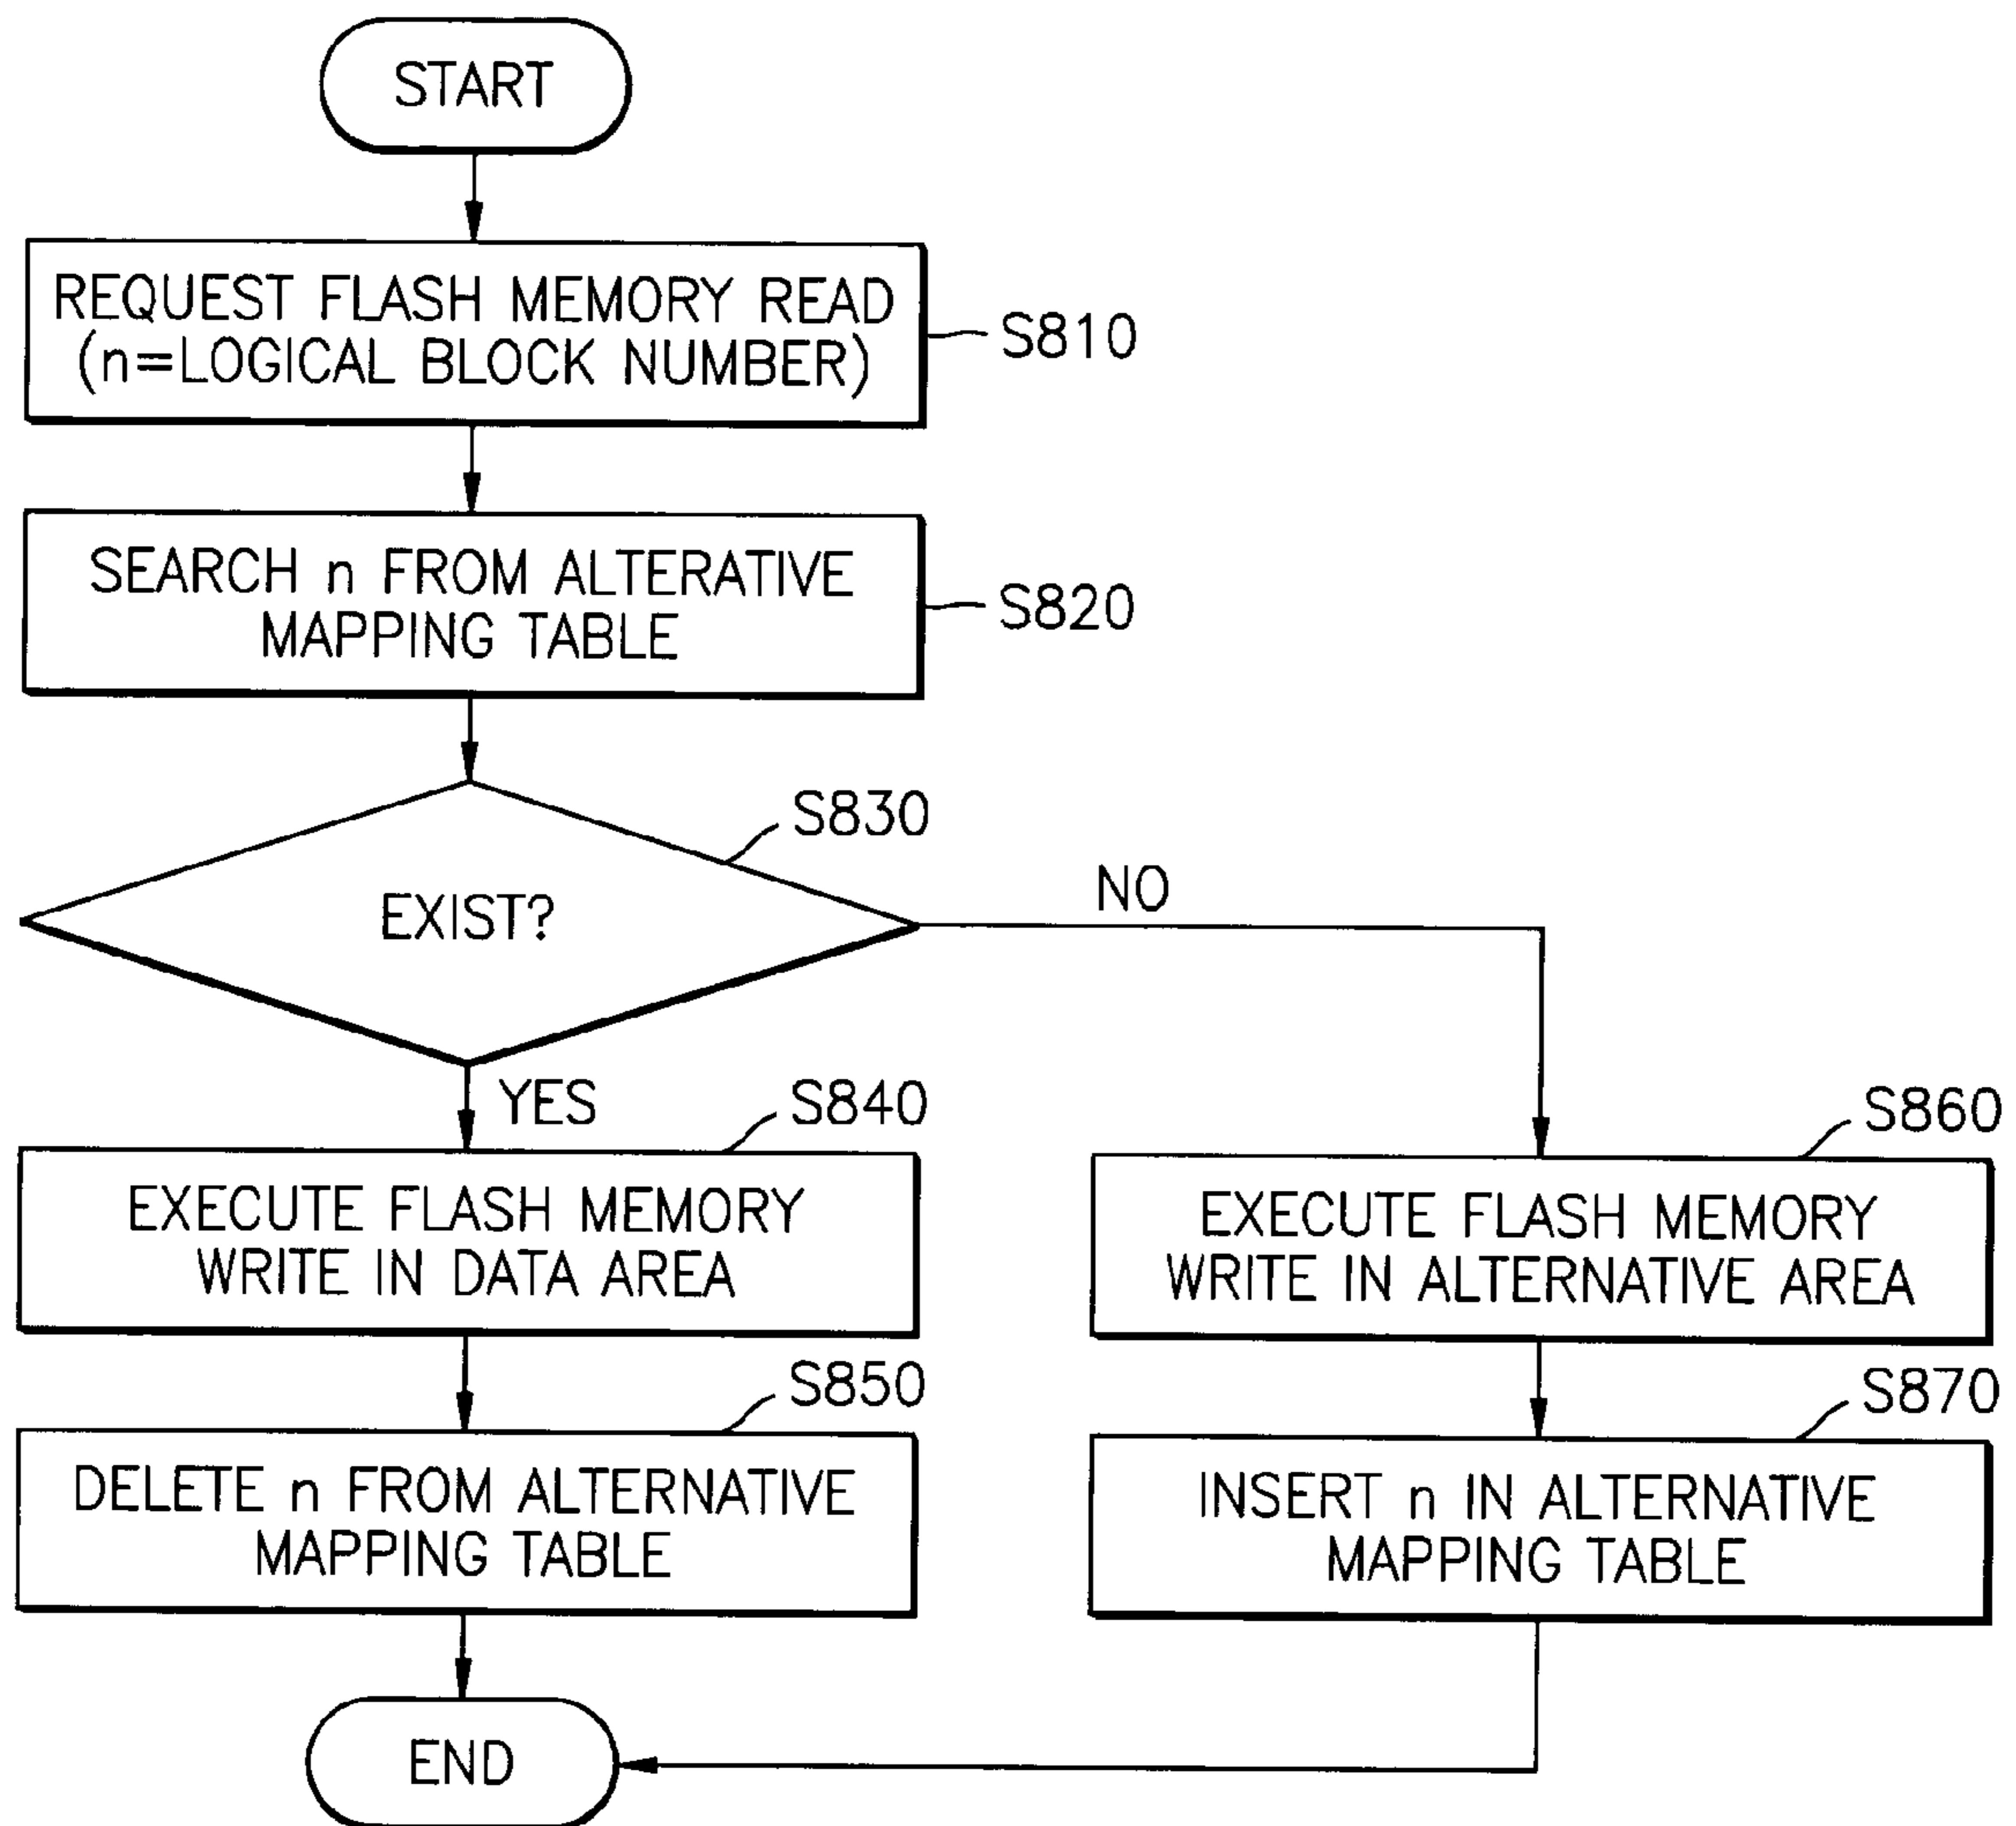 START
REQUEST FLASH MEMORY READ
(n=LOGICAL BLOCK NUMBER)
S810
SEARCH n FROM ALTERATIVE
MAPPING TABLE
S820
S830
EXIST?
NO
YES
S840
EXECUTE FLASH MEMORY
WRITE IN DATA AREA
S860
EXECUTE FLASH MEMORY
WRITE IN ALTERNATIVE AREA
S850
DELETE n FROM ALTERNATIVE
MAPPING TABLE
S870
INSERT n IN ALTERNATIVE
MAPPING TABLE
END